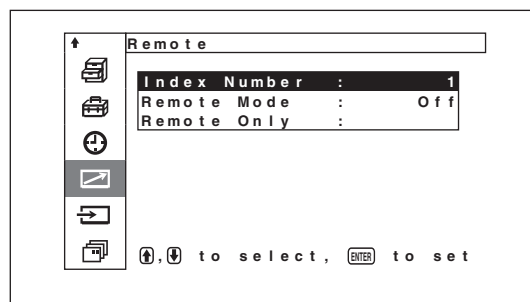 Remote
Index Number : 1
Remote Mode : Off
Remote Only :
, to select, ENTER to set